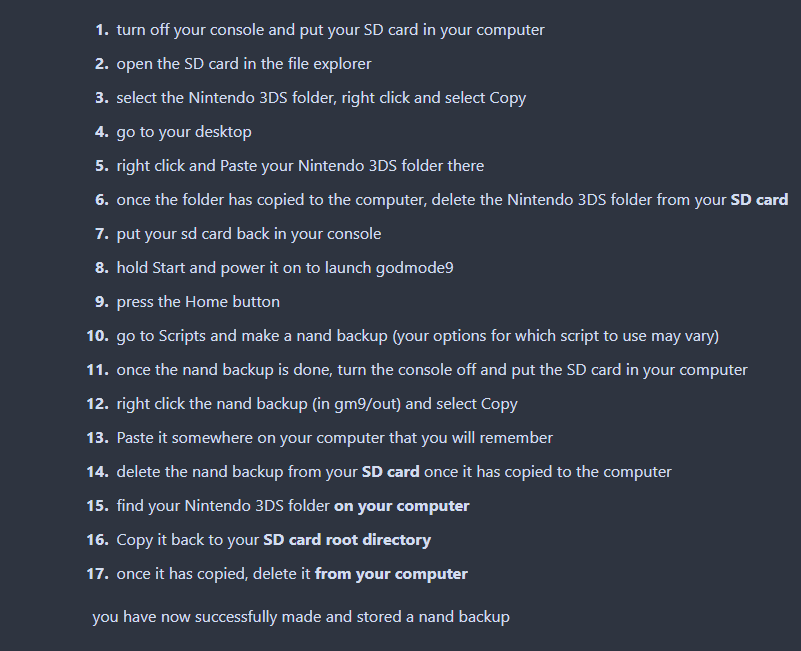 1. turn off your console and put your SD card in your computer
2. open the SD card in the file explorer
3. select the Nintendo 3DS folder, right click and select Copy
4. go to your desktop
5. right click and Paste your Nintendo 3DS folder there
6. once the folder has copied to the computer, delete the Nintendo 3DS folder from your SD card
7. put your sd card back in your console
8. hold Start and power it on to launch godmode9
9. press the Home button
10. go to Scripts and make a nand backup (your options for which script to use may vary)
11. once the nand backup is done, turn the console off and put the SD card in your computer
12. right click the nand backup (in gm9/out) and select Copy
13. Paste it somewhere on your computer that you will remember
14. delete the nand backup from your SD card once it has copied to the computer
15. find your Nintendo 3DS folder on your computer
16. Copy it back to your SD card root directory
17. once it has copied, delete it from your computer
you have now successfully made and stored a nand backup